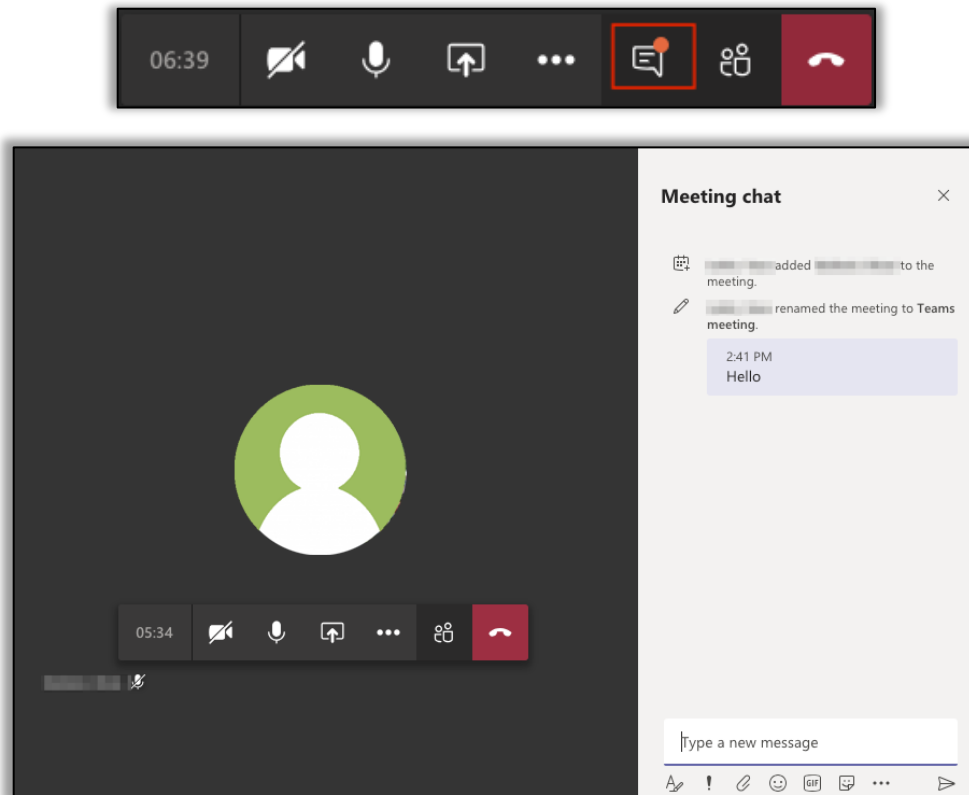 06:39
Meeting chat
added to the
meeting.
renamed the meeting to Teams
meeting.
2:41 PM
Hello
05:34
Type a new message
GIF